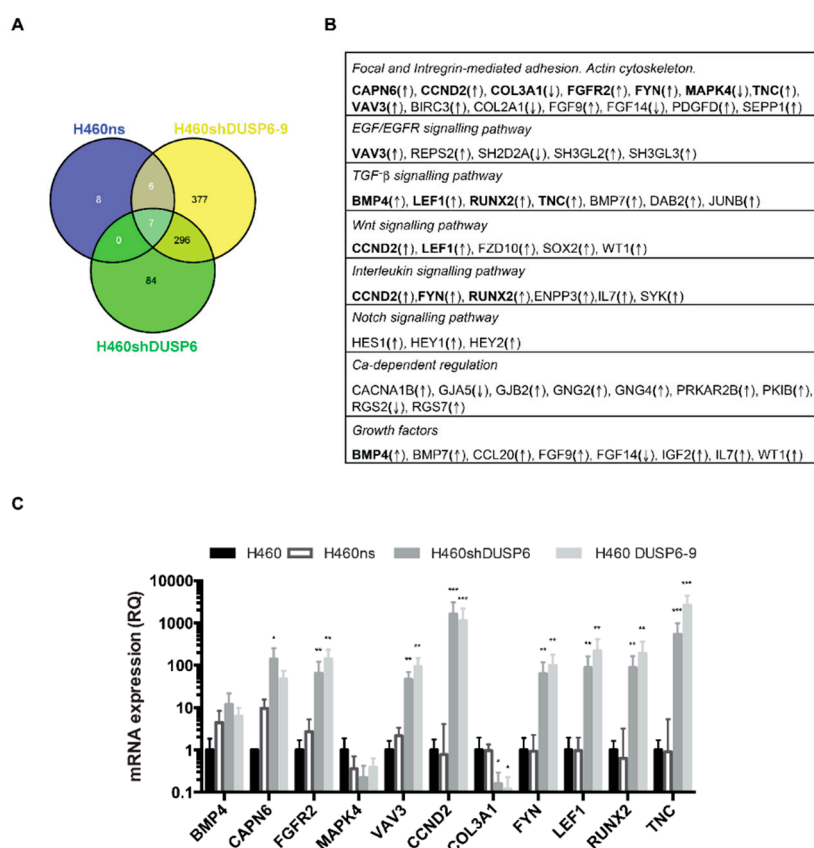 A
B
H460ns
H460shDUSP6-9
8
6
377
7
0
296
84
H460shDUSP6
Focal and Intregrin-mediated adhesion. Actin cytoskeleton.
CAPN6(↑), CCND2(↑), COL3A1(↓), FGFR2(↑), FYN(↑), MAPK4(↓),TNC(↑),
VAV3(↑), BIRC3(↑), COL2A1(↓), FGF9(↑), FGF14(↓), PDGFD(↑), SEPP1(↑)
EGF/EGFR signalling pathway
VAV3(↑), REPS2(↑), SH2D2A(↓), SH3GL2(↑), SH3GL3(↑)
TGF-β signalling pathway
BMP4(↑), LEF1(↑), RUNX2(↑), TNC(↑), BMP7(↑), DAB2(↑), JUNB(↑)
Wnt signalling pathway
CCND2(↑), LEF1(↑), FZD10(↑), SOX2(↑), WT1(↑)
Interleukin signalling pathway
CCND2(↑),FYN(↑), RUNX2(↑),ENPP3(↑),IL7(↑), SYK(↑)
Notch signalling pathway
HES1(↑), HEY1(↑), HEY2(↑)
Ca-dependent regulation
CACNA1B(↑), GJA5(↓), GJB2(↑), GNG2(↑), GNG4(↑), PRKAR2B(↑), PKIB(↑),
RGS2(↓), RGS7(↑)
Growth factors
BMP4(↑), BMP7(↑), CCL20(↑), FGF9(↑), FGF14(↓), IGF2(↑), IL7(↑), WT1(↑)
C
H460 H460ns H460shDUSP6 H460 DUSP6-9
mRNA expression (RQ)
10000
1000
100
10
1
0.1
* ** ** ** ** *** *** * * ** ** ** ** ** ** *** ***
BMP4 CAPN6 FGFR2 MAPK4 VAV3 CCND2 COL3A1 FYN LEF1 RUNX2 TNC